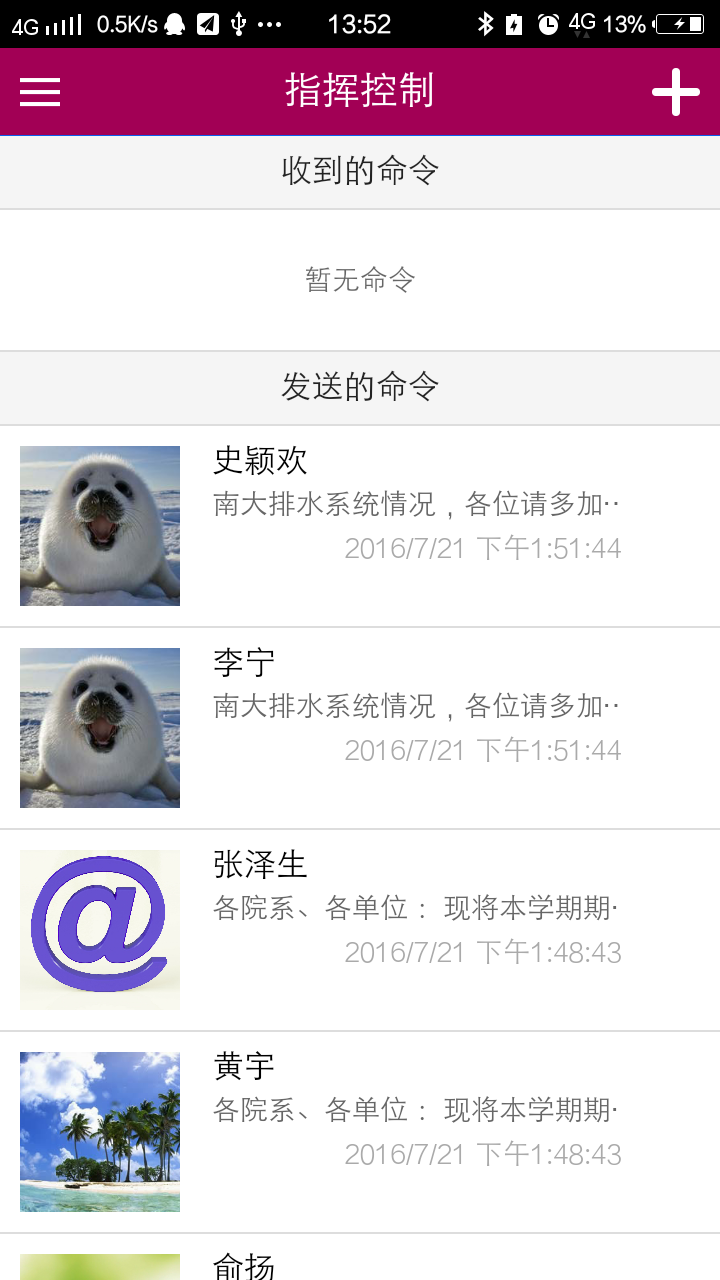 4G 0.5K/s 13:52 4G 13%
指挥控制
收到的命令
暂无命令
发送的命令
史颖欢
南大排水系统情况，各位请多加··
2016/7/21 下午1:51:44
李宁
南大排水系统情况，各位请多加··
2016/7/21 下午1:51:44
张泽生
各院系、各单位： 现将本学期期·
2016/7/21 下午1:48:43
黄宇
各院系、各单位： 现将本学期期·
2016/7/21 下午1:48:43
俞扬